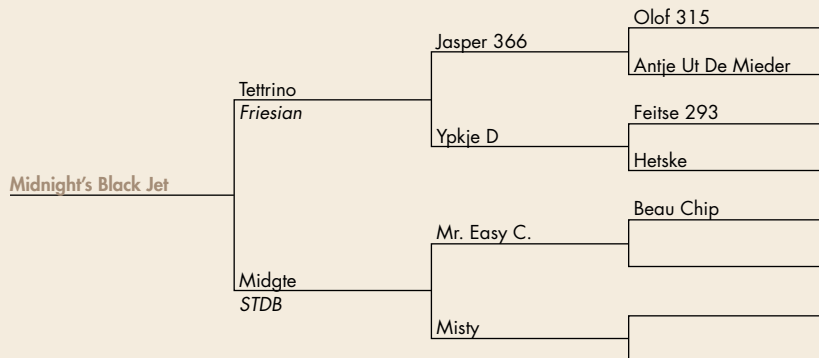 Olof 315
Jasper 366
Antje Ut De Mieder
Tettrino
Friesian
Feitse 293
Ypkje D
Hetske
Midnight's Black Jet
Beau Chip
Mr. Easy C.
Midgte
STDB
Misty